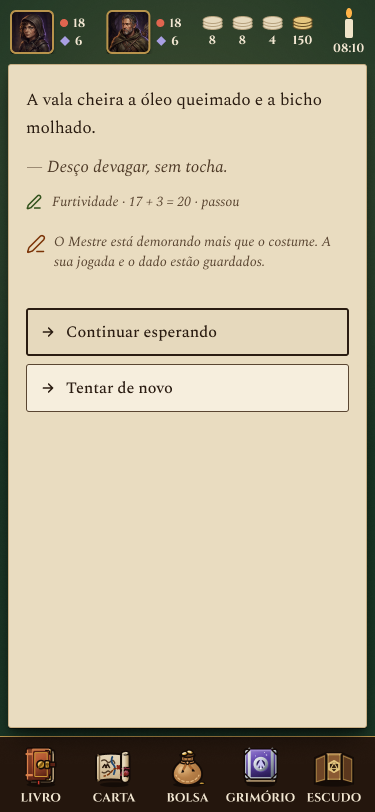 18
6
18
6
8
8
4
150
08:10
A vala cheira a óleo queimado e a bicho
molhado.
— Desço devagar, sem tocha.
Furtividade · 17 + 3 = 20 · passou
O Mestre está demorando mais que o costume. A
sua jogada e o dado estão guardados.
→ Continuar esperando
→ Tentar de novo
LIVRO
CARTA
BOLSA
GRIMÓRIO
ESCUDO